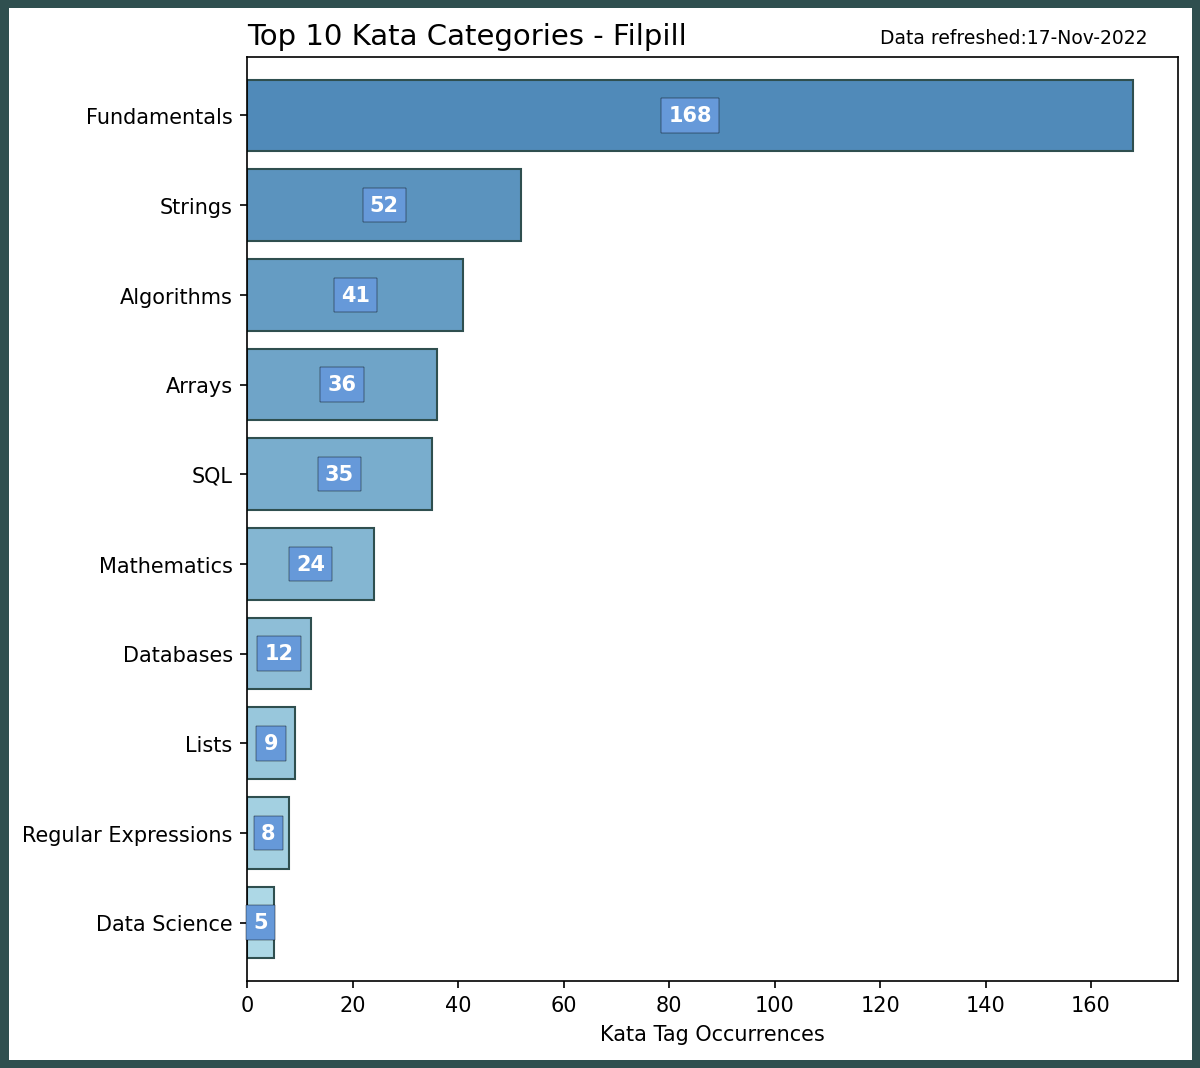 Top 10 Kata Categories - Filpill
Data refreshed:17-Nov-2022
Fundamentals 168
Strings 52
Algorithms 41
Arrays 36
SQL 35
Mathematics 24
Databases 12
Lists 9
Regular Expressions 8
Data Science 5
0 20 40 60 80 100 120 140 160
Kata Tag Occurrences